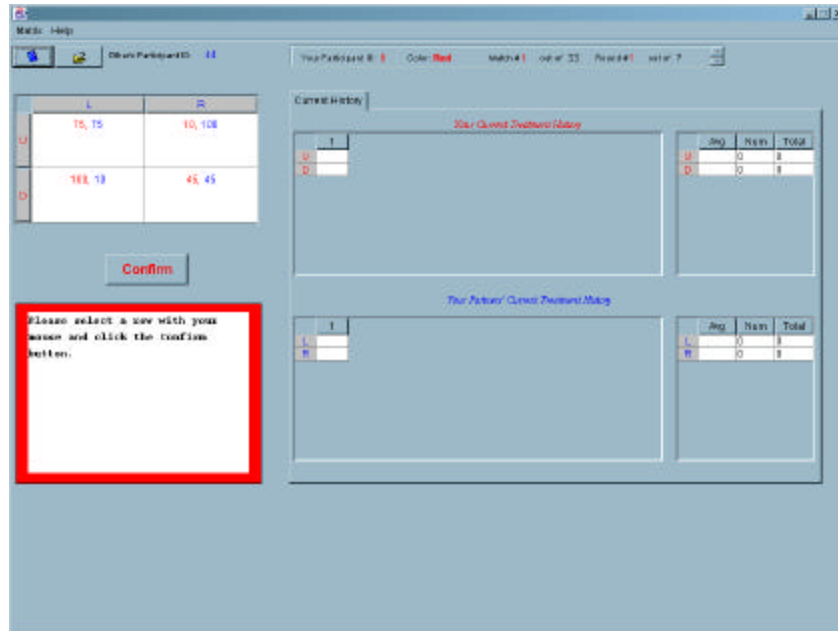 Matrix Help
Other's Participant ID:
Your Participant ID: Color: Red Match # 1 out of 33 Round # 1 out of 7
Current History
L R
U 75, 75 10, 100
D 100, 10 45, 45
Your Current Treatment History
1
U
D
Avg Num Total
U 0 0
D 0 0
Confirm
Please select a row with your
mouse and click the Confirm
button.
Your Partners' Current Treatment History
1
L
R
Avg Num Total
L 0 0
R 0 0